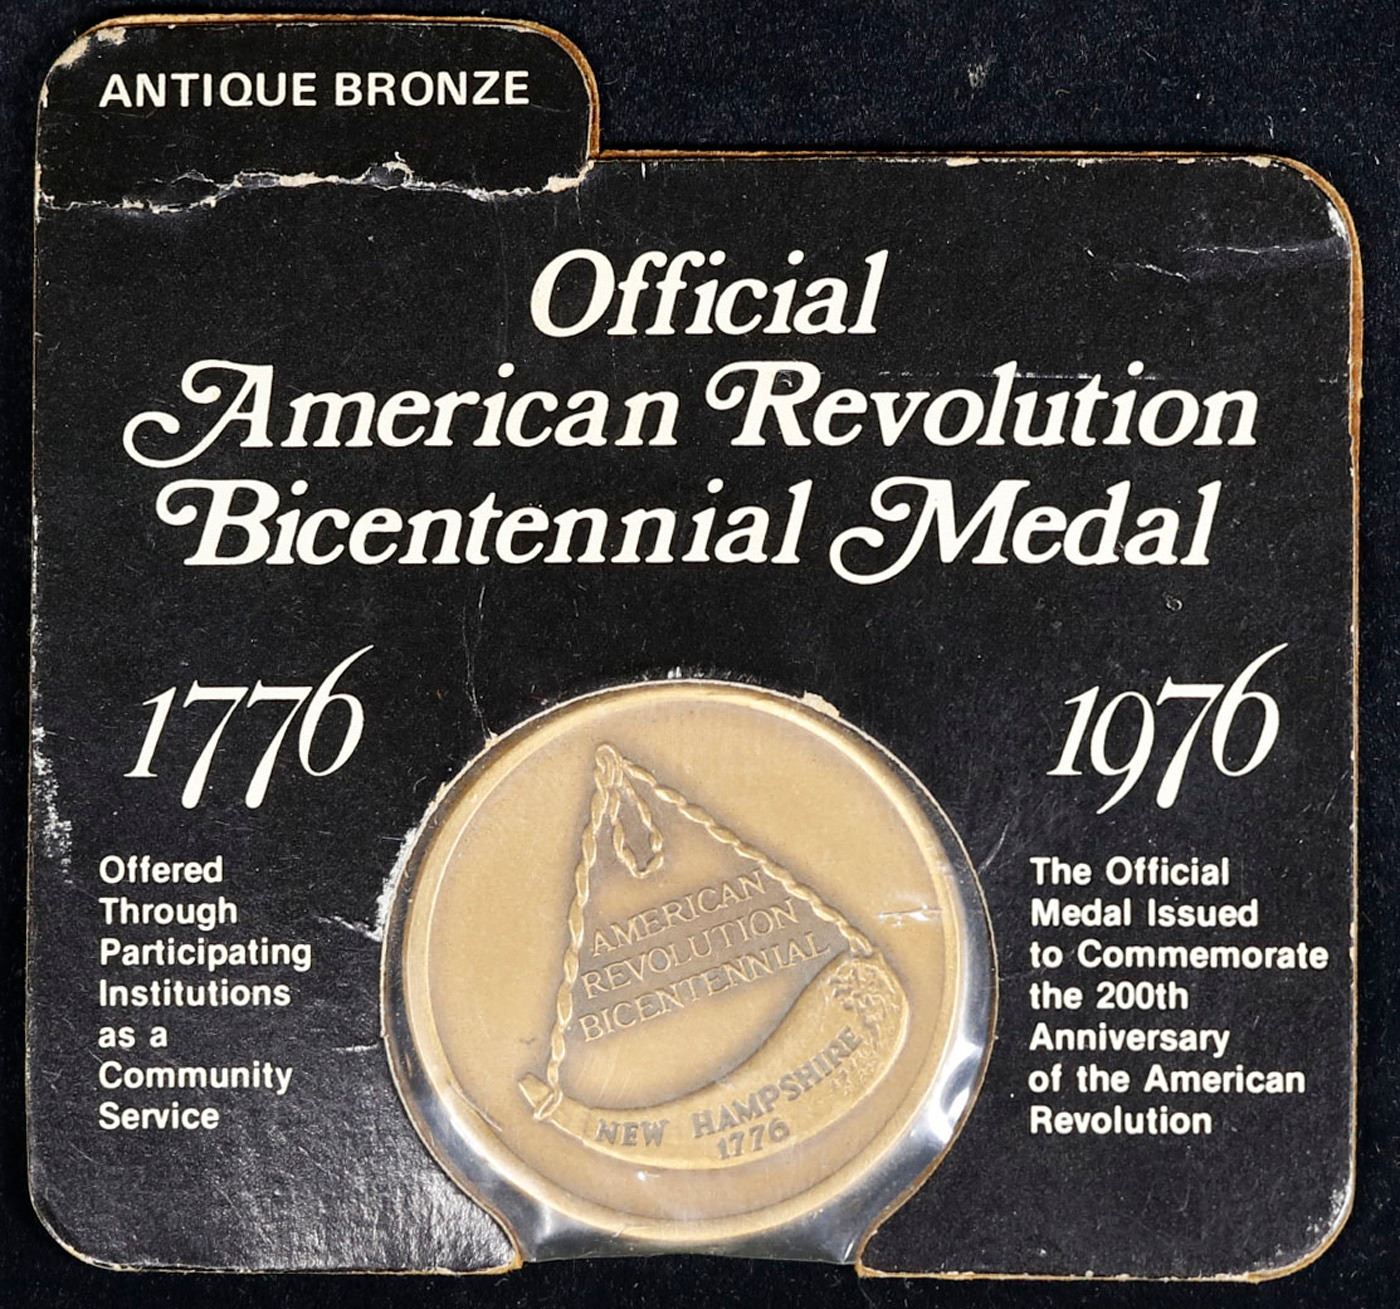 ANTIQUE BRONZE
Official
American Revolution
Bicentennial Medal
1776
1976
Offered
Through
Participating
Institutions
as a
Community
Service
AMERICAN
REVOLUTION
BICENTENNIAL
NEW HAMPSHIRE
1776
The Official
Medal Issued
to Commemorate
the 200th
Anniversary
of the American
Revolution